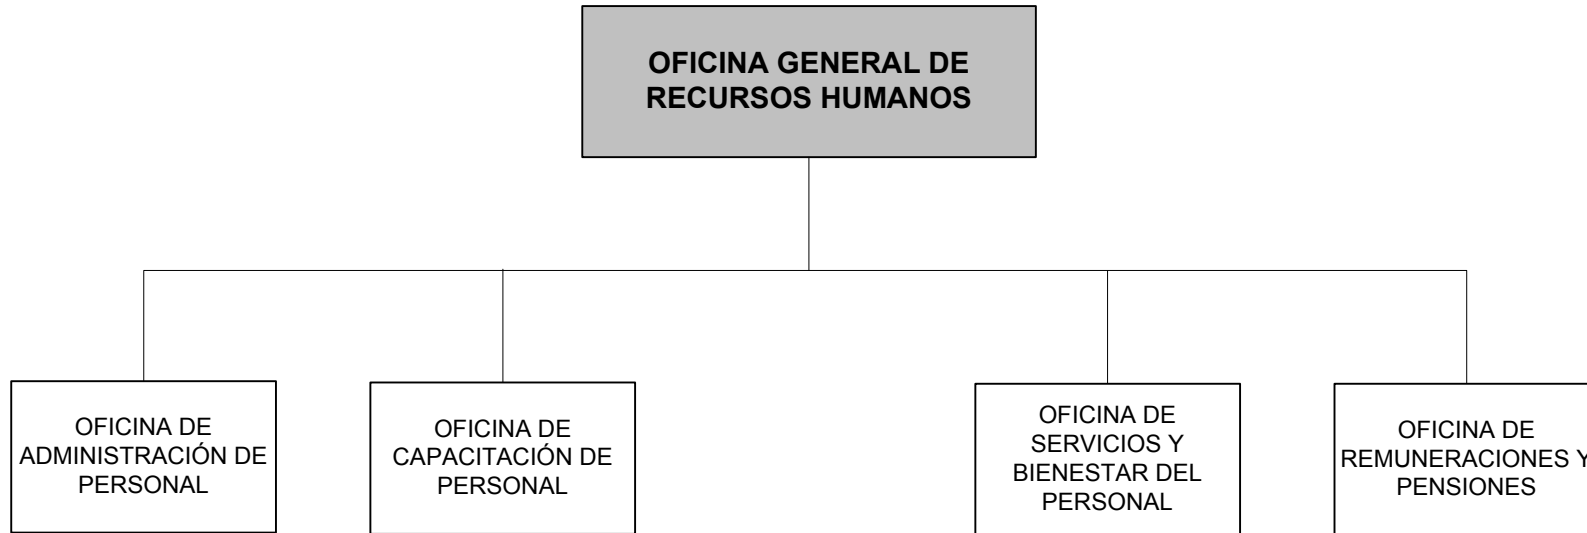 OFICINA GENERAL DE
RECURSOS HUMANOS
OFICINA DE
ADMINISTRACIÓN DE
PERSONAL
OFICINA DE
CAPACITACIÓN DE
PERSONAL
OFICINA DE
SERVICIOS Y
BIENESTAR DEL
PERSONAL
OFICINA DE
REMUNERACIONES Y
PENSIONES